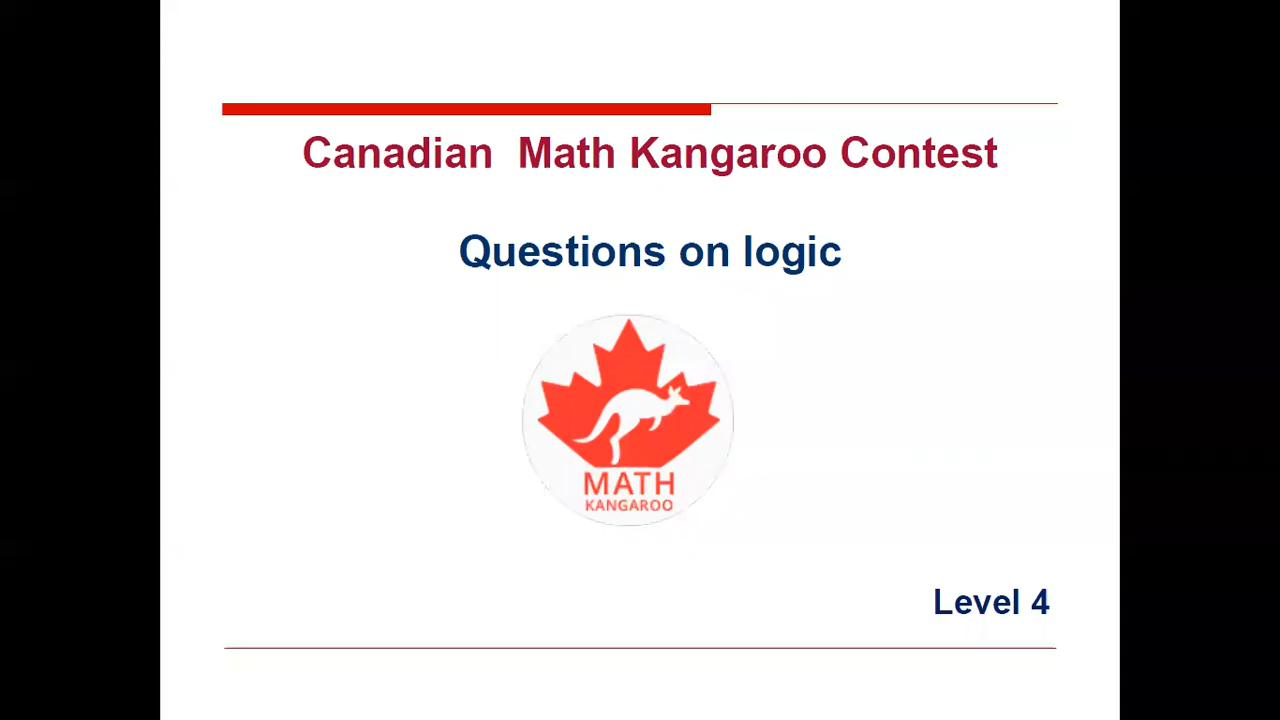 Canadian Math Kangaroo Contest
Questions on logic
MATH
KANGAROO
Level 4